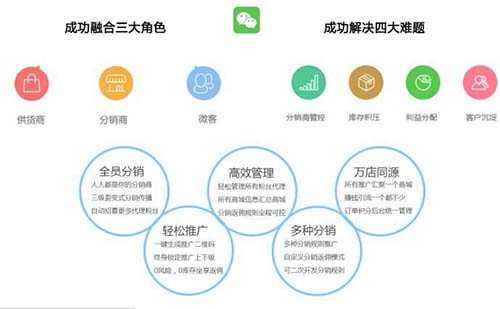 成功融合三大角色
成功解决四大难题
供货商
分销商
微客
分销商管控
库存积压
利益分配
客户沉淀
全员分销
人人都是你的分销商
三级裂变式分销传播
自动招募更多代理粉丝
高效管理
轻松管理所有粉丝代理
所有商城信息汇总商城
分销返佣规则全程可控
万店同源
所有推广汇聚一个商城
赚钱引流一个都不少
订单积分后台统一管理
轻松推广
一键生成推广二维码
终身锁定推广上下级
0风险，0库存坐享返佣
多种分销
多种分销规则推广
自定义分销返佣模式
可二次开发分销规则